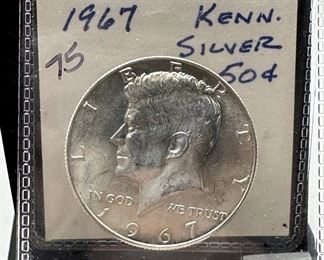 1967 KENN.
75 SILVER
50¢
LIBERTY
IN GOD WE TRUST
1967